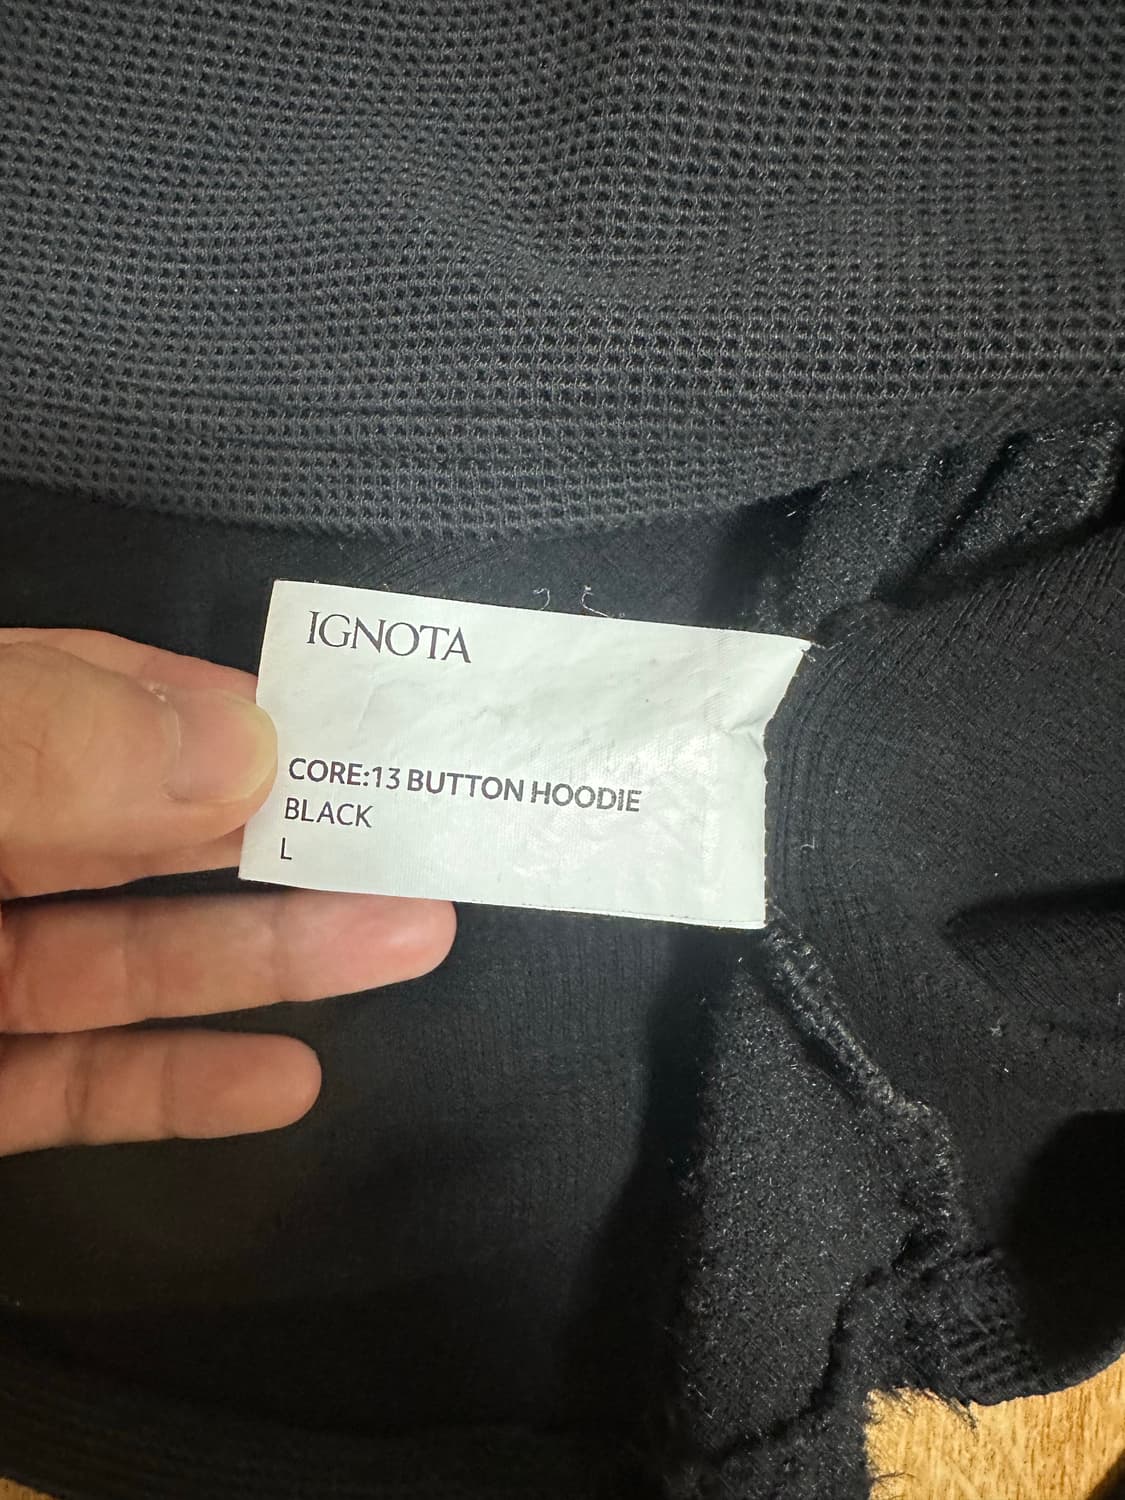 IGNOTA
CORE:13 BUTTON HOODIE
BLACK
L